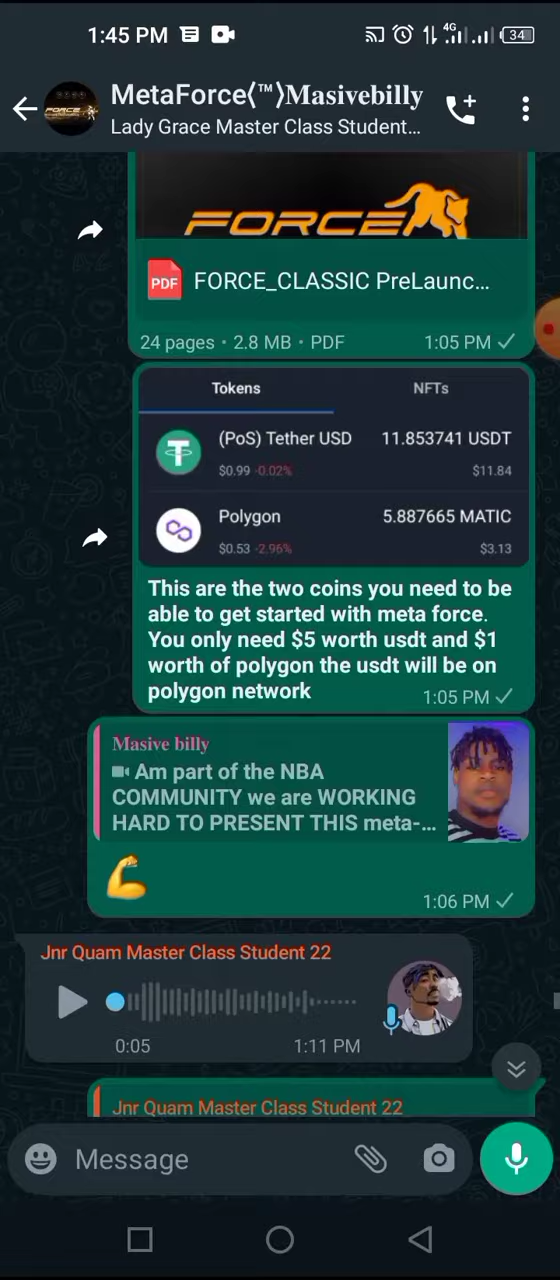 1:45 PM
4G
34
MetaForce⟨™⟩Masivebilly
Lady Grace Master Class Student...
FORCE
FORCE
PDF
FORCE_CLASSIC PreLaunc...
24 pages • 2.8 MB • PDF
1:05 PM
Tokens
NFTs
(PoS) Tether USD
11.853741 USDT
$0.99 -0.02%
$11.84
Polygon
5.887665 MATIC
$0.53 -2.96%
$3.13
This are the two coins you need to be
able to get started with meta force.
You only need $5 worth usdt and $1
worth of polygon the usdt will be on
polygon network
1:05 PM
Masive billy
Am part of the NBA
COMMUNITY we are WORKING
HARD TO PRESENT THIS meta-...
1:06 PM
Jnr Quam Master Class Student 22
0:05
1:11 PM
Jnr Quam Master Class Student 22
Message